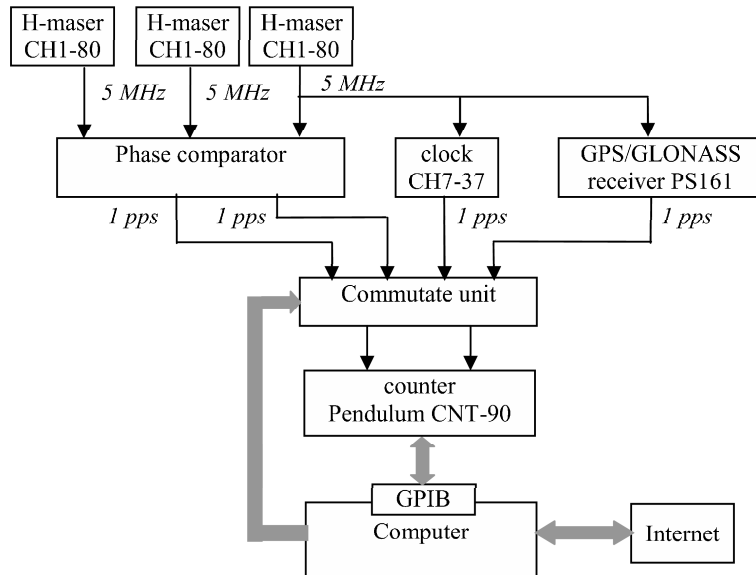 H-maser
CH1-80
H-maser
CH1-80
H-maser
CH1-80
5 MHz
5 MHz
5 MHz
Phase comparator
clock
CH7-37
GPS/GLONASS
receiver PS161
1 pps
1 pps
1 pps
1 pps
Commutate unit
counter
Pendulum CNT-90
GPIB
Computer
Internet